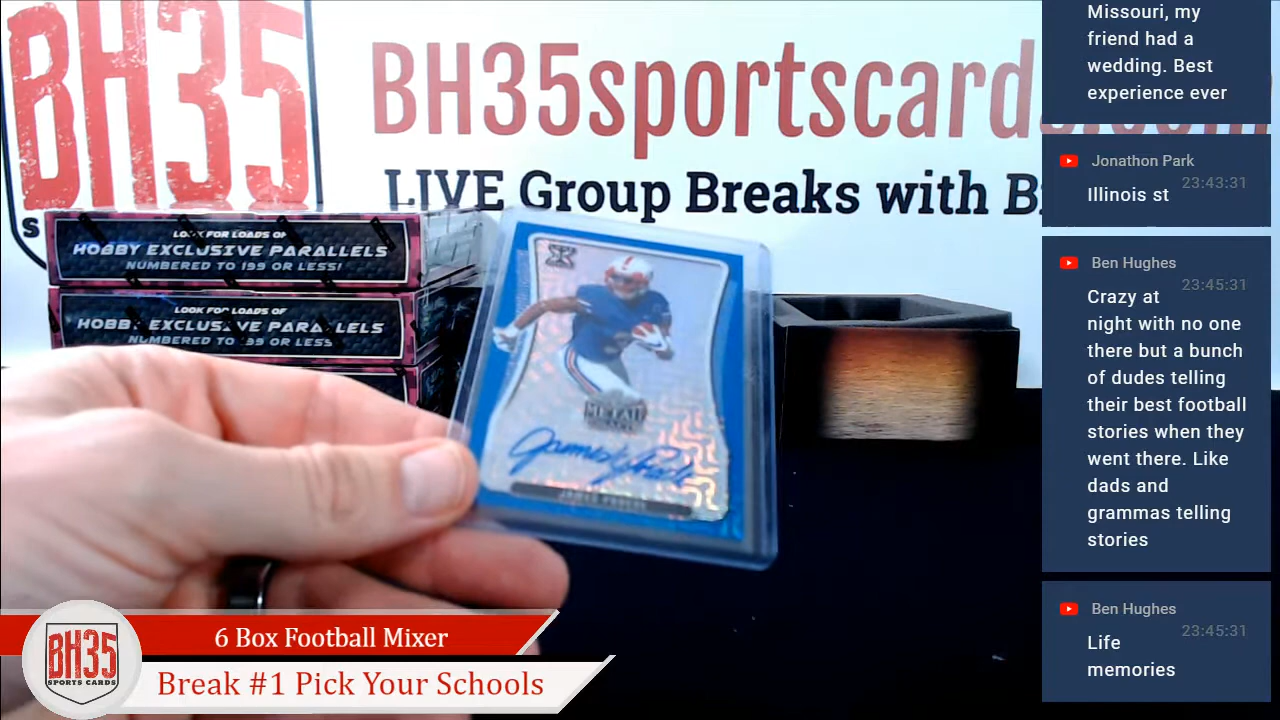 BH35
BH35sportscards.com
LIVE Group Breaks with B
S
LOOK FOR LOADS OF
HOBBY EXCLUSIVE PARALLELS
NUMBERED TO 199 OR LESS!
LOOK FOR LOADS OF
HOBBY EXCLUSIVE PARALLELS
NUMBERED TO 199 OR LESS
METAL
6 Box Football Mixer
Break #1 Pick Your Schools
BH35
SPORTS CARDS
Missouri, my
friend had a
wedding. Best
experience ever
Jonathon Park
23:43:31
Illinois st
Ben Hughes
23:45:31
Crazy at
night with no one
there but a bunch
of dudes telling
their best football
stories when they
went there. Like
dads and
grammas telling
stories
Ben Hughes
23:45:31
Life
memories